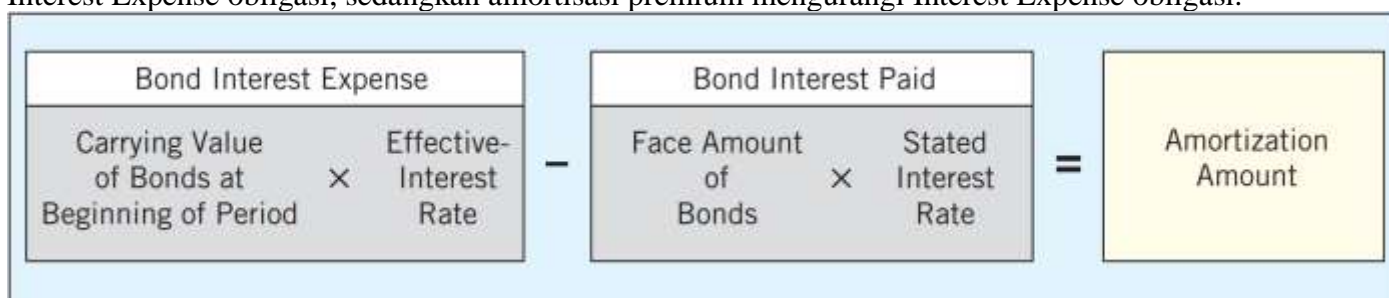 Interest Expense obligasi, sedangkan amortisasi premium mengurangi Interest Expense obligasi.
Bond Interest Expense
Carrying Value
of Bonds at
Beginning of Period
×
Effective-
Interest
Rate
–
Bond Interest Paid
Face Amount
of
Bonds
×
Stated
Interest
Rate
=
Amortization
Amount